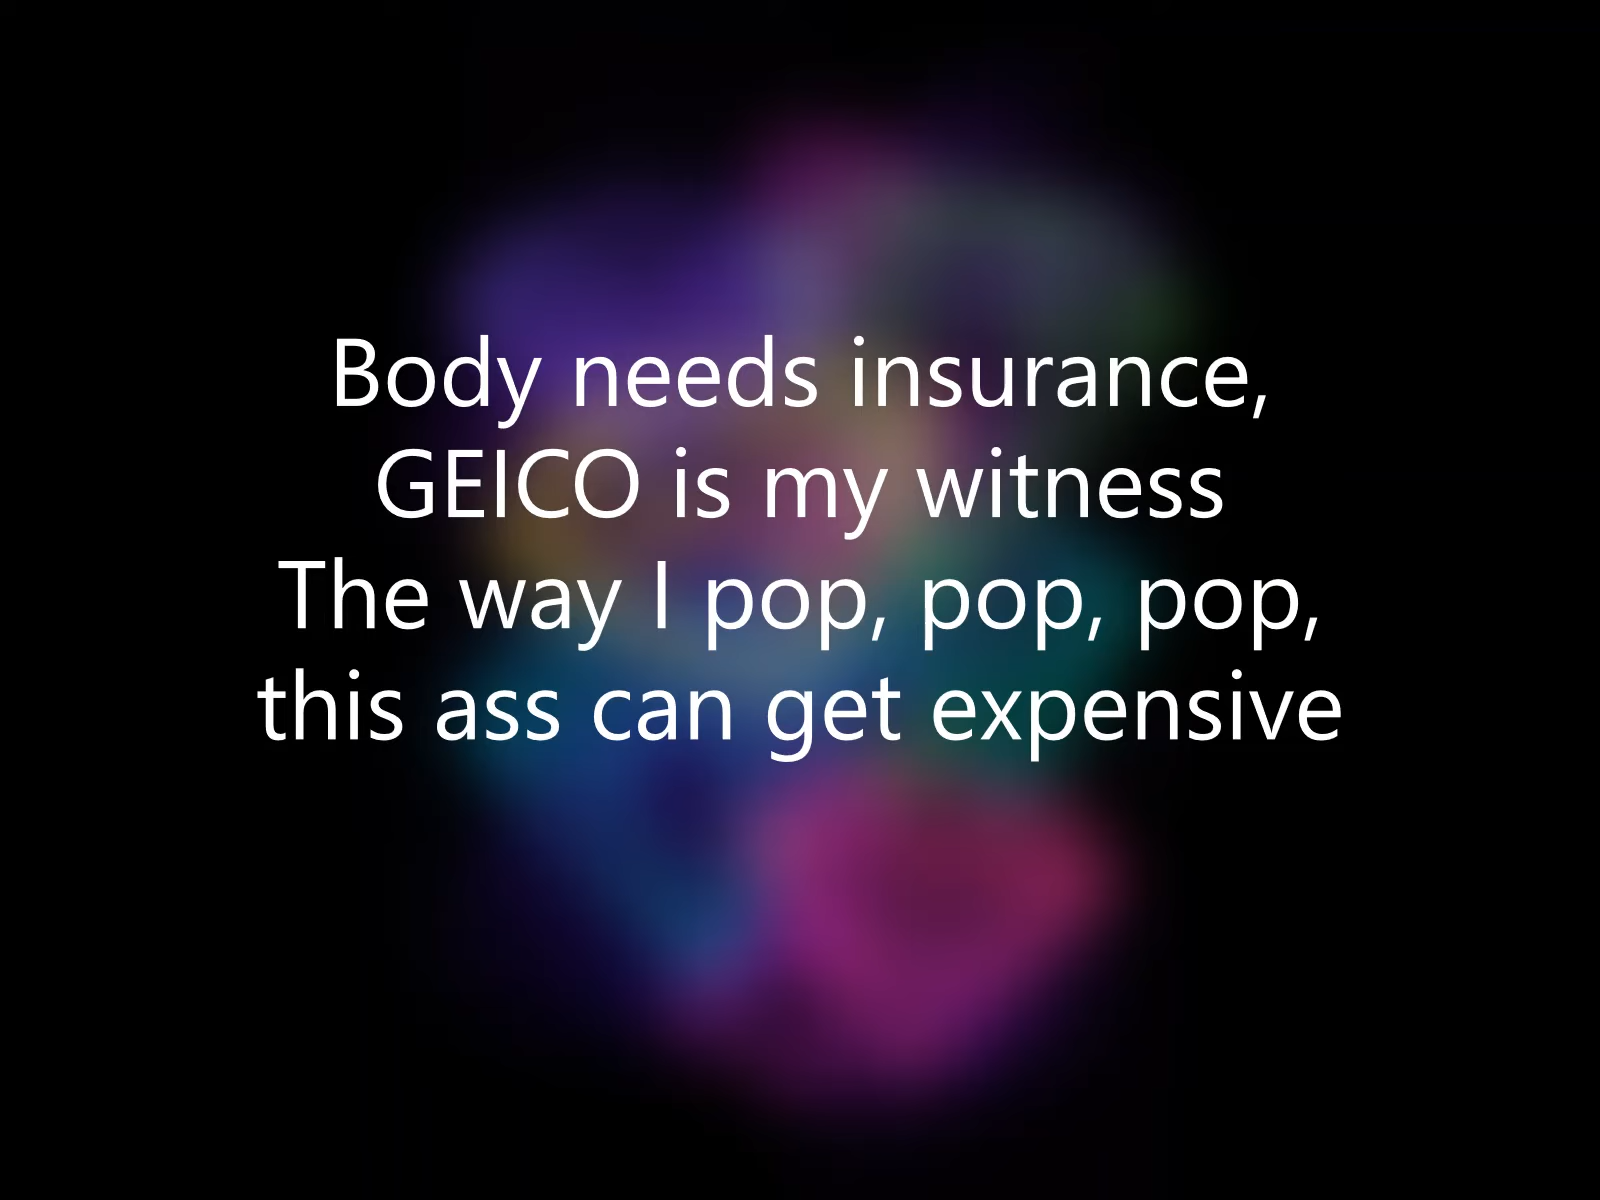 Body needs insurance,
GEICO is my witness
The way I pop, pop, pop,
this ass can get expensive